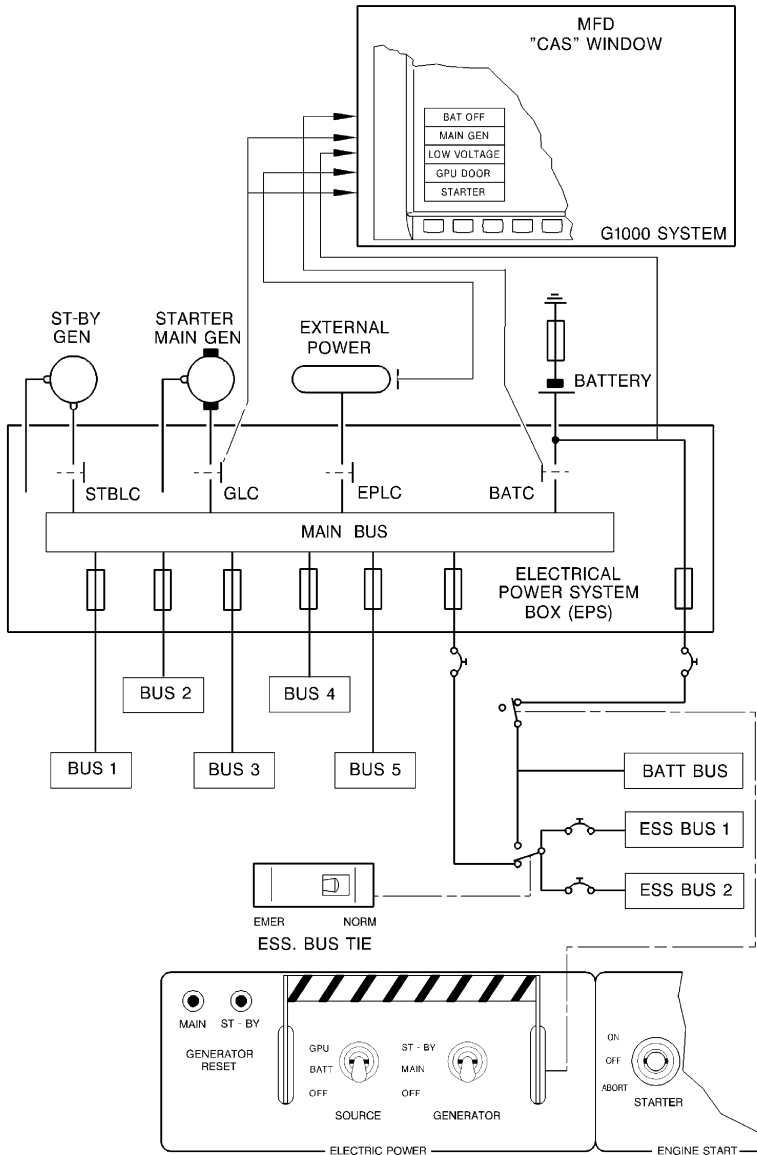 MFD
"CAS" WINDOW
BAT OFF
MAIN GEN
LOW VOLTAGE
GPU DOOR
STARTER
G1000 SYSTEM
ST-BY
GEN
STARTER
MAIN GEN
EXTERNAL
POWER
BATTERY
STBLC
GLC
EPLC
BATC
MAIN BUS
ELECTRICAL
POWER SYSTEM
BOX (EPS)
BUS 2
BUS 4
BUS 1
BUS 3
BUS 5
BATT BUS
ESS BUS 1
ESS BUS 2
EMER NORM
ESS. BUS TIE
MAIN ST - BY
GENERATOR
RESET
GPU
BATT
OFF
SOURCE
ST - BY
MAIN
OFF
GENERATOR
ELECTRIC POWER
ON
OFF
ABORT
STARTER
ENGINE START